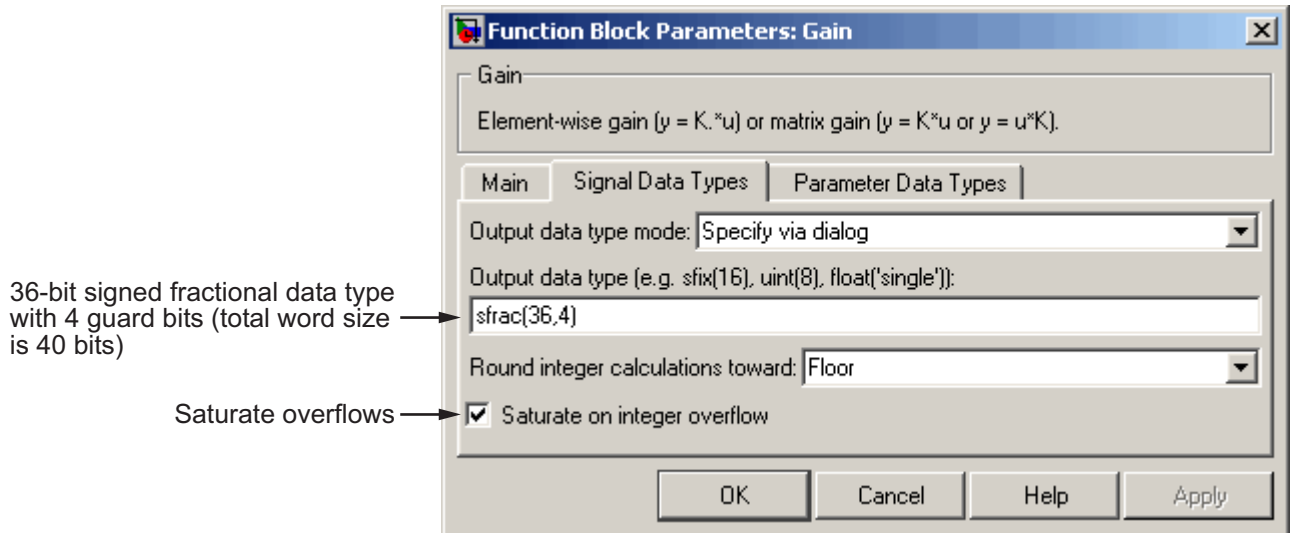 Function Block Parameters: Gain
Gain
Element-wise gain (y = K.*u) or matrix gain (y = K*u or y = u*K).
Main
Signal Data Types
Parameter Data Types
Output data type mode: Specify via dialog
Output data type (e.g. sfix(16), uint(8), float('single')):
36-bit signed fractional data type
with 4 guard bits (total word size
is 40 bits)
sfrac(36,4)
Round integer calculations toward: Floor
Saturate overflows
Saturate on integer overflow
OK
Cancel
Help
Apply